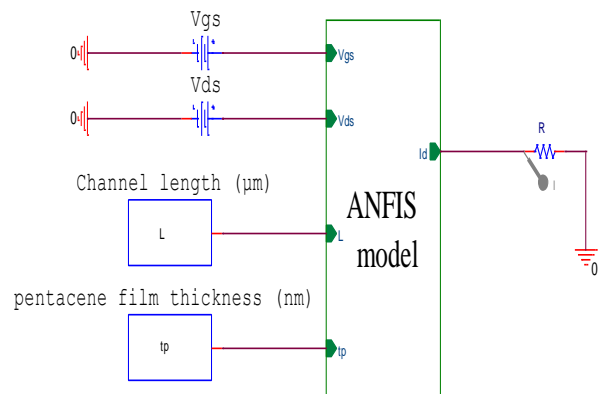 Vgs
0
Vgs
Vds
0
Vds
R
Id
I
Channel length (µm)
L
L
ANFIS
model
0
pentacene film thickness (nm)
tp
tp